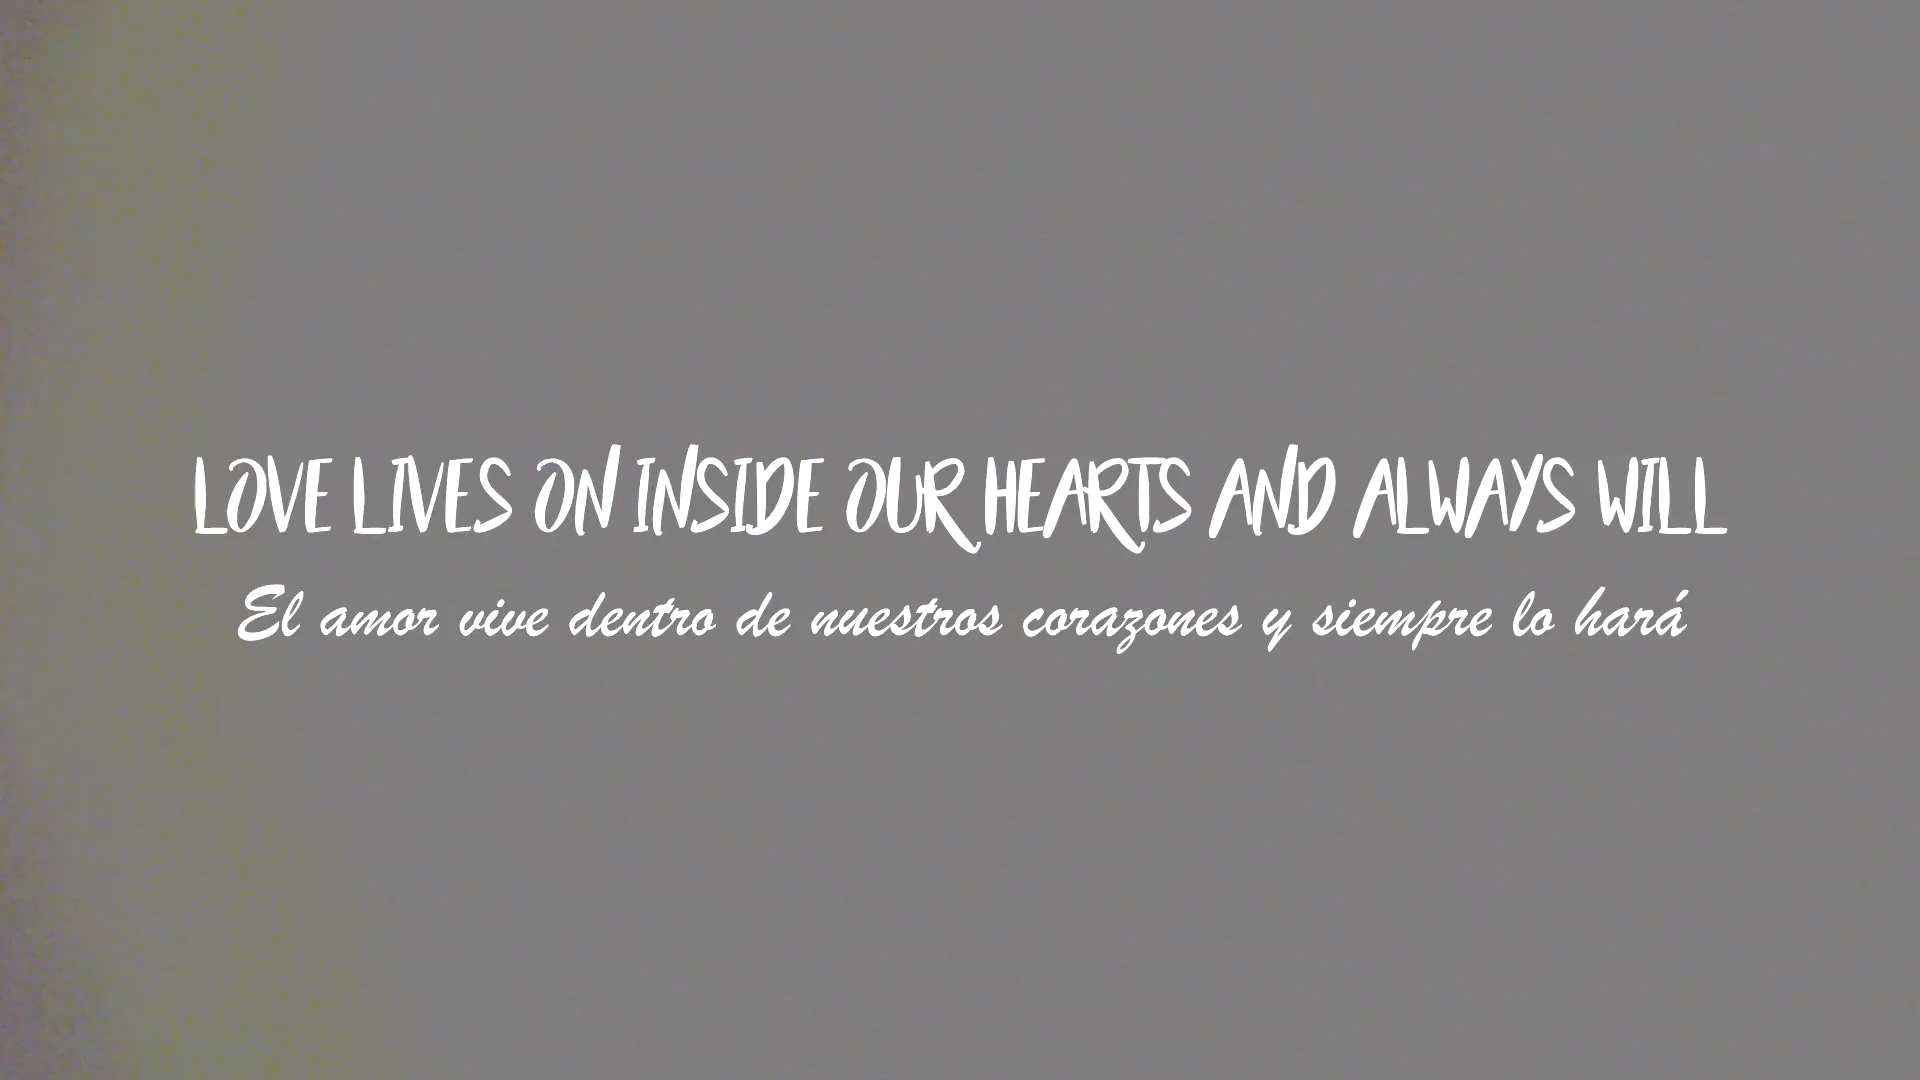 LOVE LIVES ON INSIDE OUR HEARTS AND ALWAYS WILL
El amor vive dentro de nuestros corazones y siempre lo hará